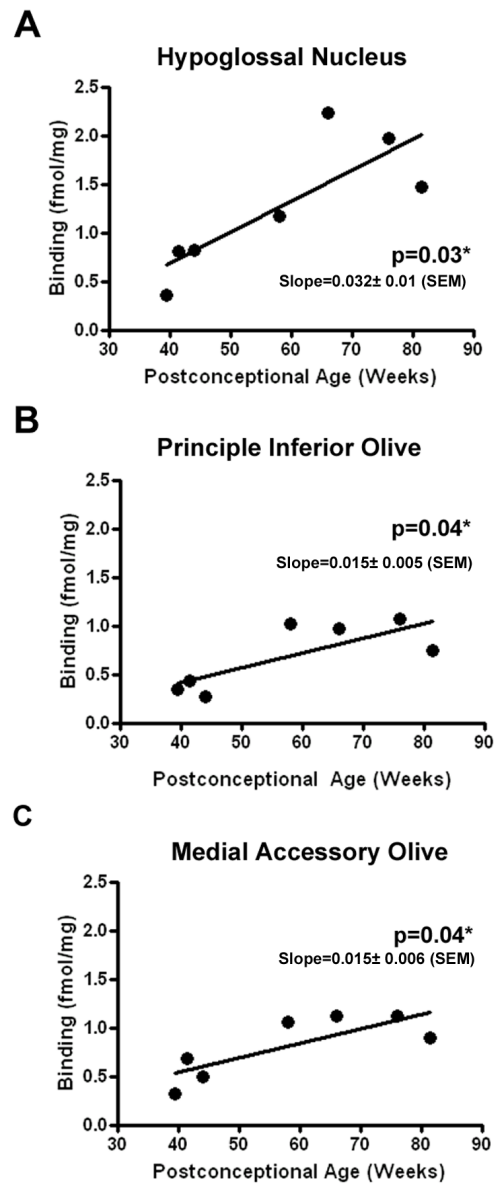 A
Hypoglossal Nucleus
2.5
2.0
1.5
1.0
0.5
0.0
Binding (fmol/mg)
p=0.03*
Slope=0.032± 0.01 (SEM)
30 40 50 60 70 80 90
Postconceptional Age (Weeks)
B
Principle Inferior Olive
2.5
2.0
1.5
1.0
0.5
0.0
Binding (fmol/mg)
p=0.04*
Slope=0.015± 0.005 (SEM)
30 40 50 60 70 80 90
Postconceptional Age (Weeks)
C
Medial Accessory Olive
2.5
2.0
1.5
1.0
0.5
0.0
Binding (fmol/mg)
p=0.04*
Slope=0.015± 0.006 (SEM)
30 40 50 60 70 80 90
Postconceptional Age (Weeks)